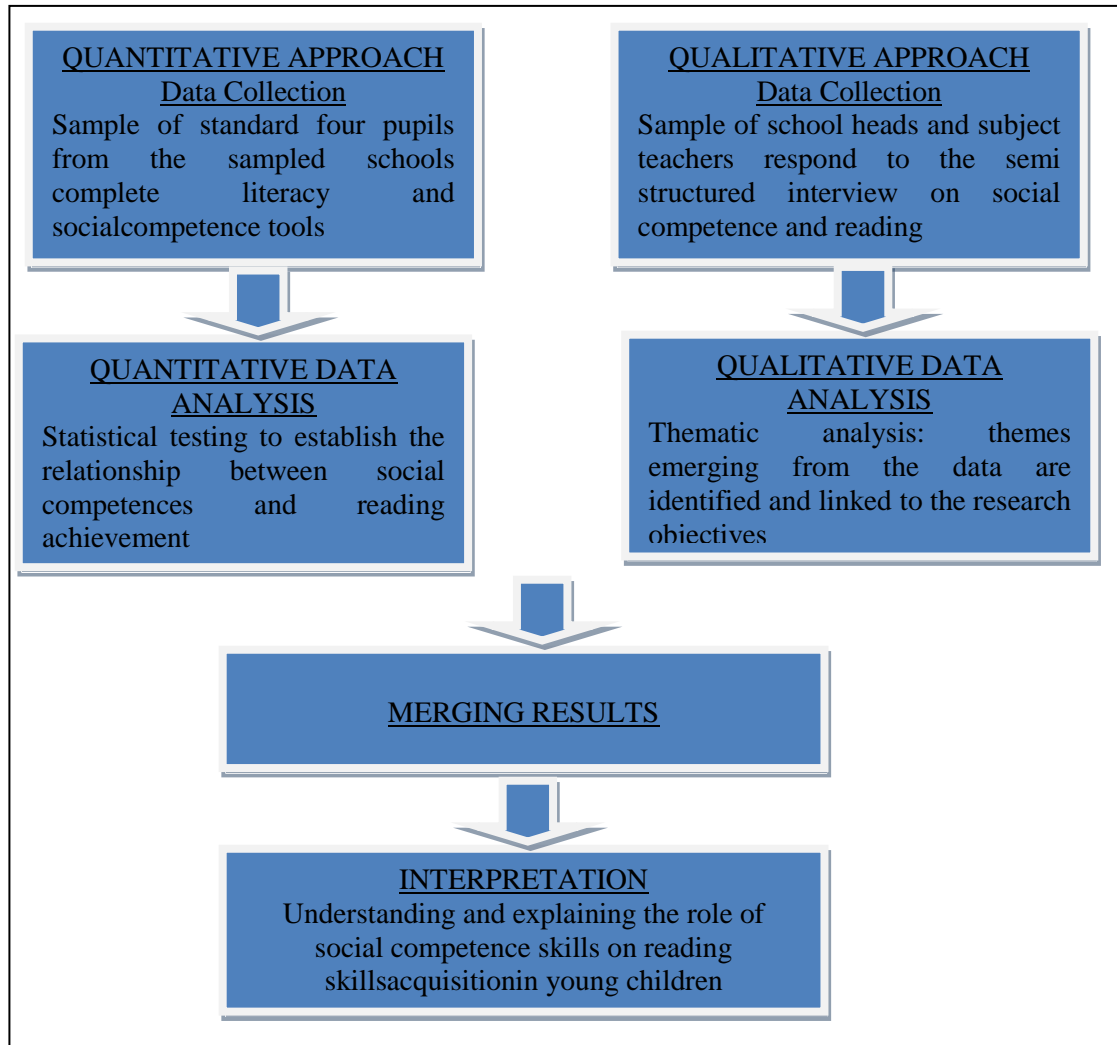 QUANTITATIVE APPROACH
Data Collection
Sample of standard four pupils
from the sampled schools
complete literacy and
socialcompetence tools
QUALITATIVE APPROACH
Data Collection
Sample of school heads and subject
teachers respond to the semi
structured interview on social
competence and reading
QUANTITATIVE DATA
ANALYSIS
Statistical testing to establish the
relationship between social
competences and reading
achievement
QUALITATIVE DATA
ANALYSIS
Thematic analysis: themes
emerging from the data are
identified and linked to the research
objectives
MERGING RESULTS
INTERPRETATION
Understanding and explaining the role of
social competence skills on reading
skillsacquisitionin young children